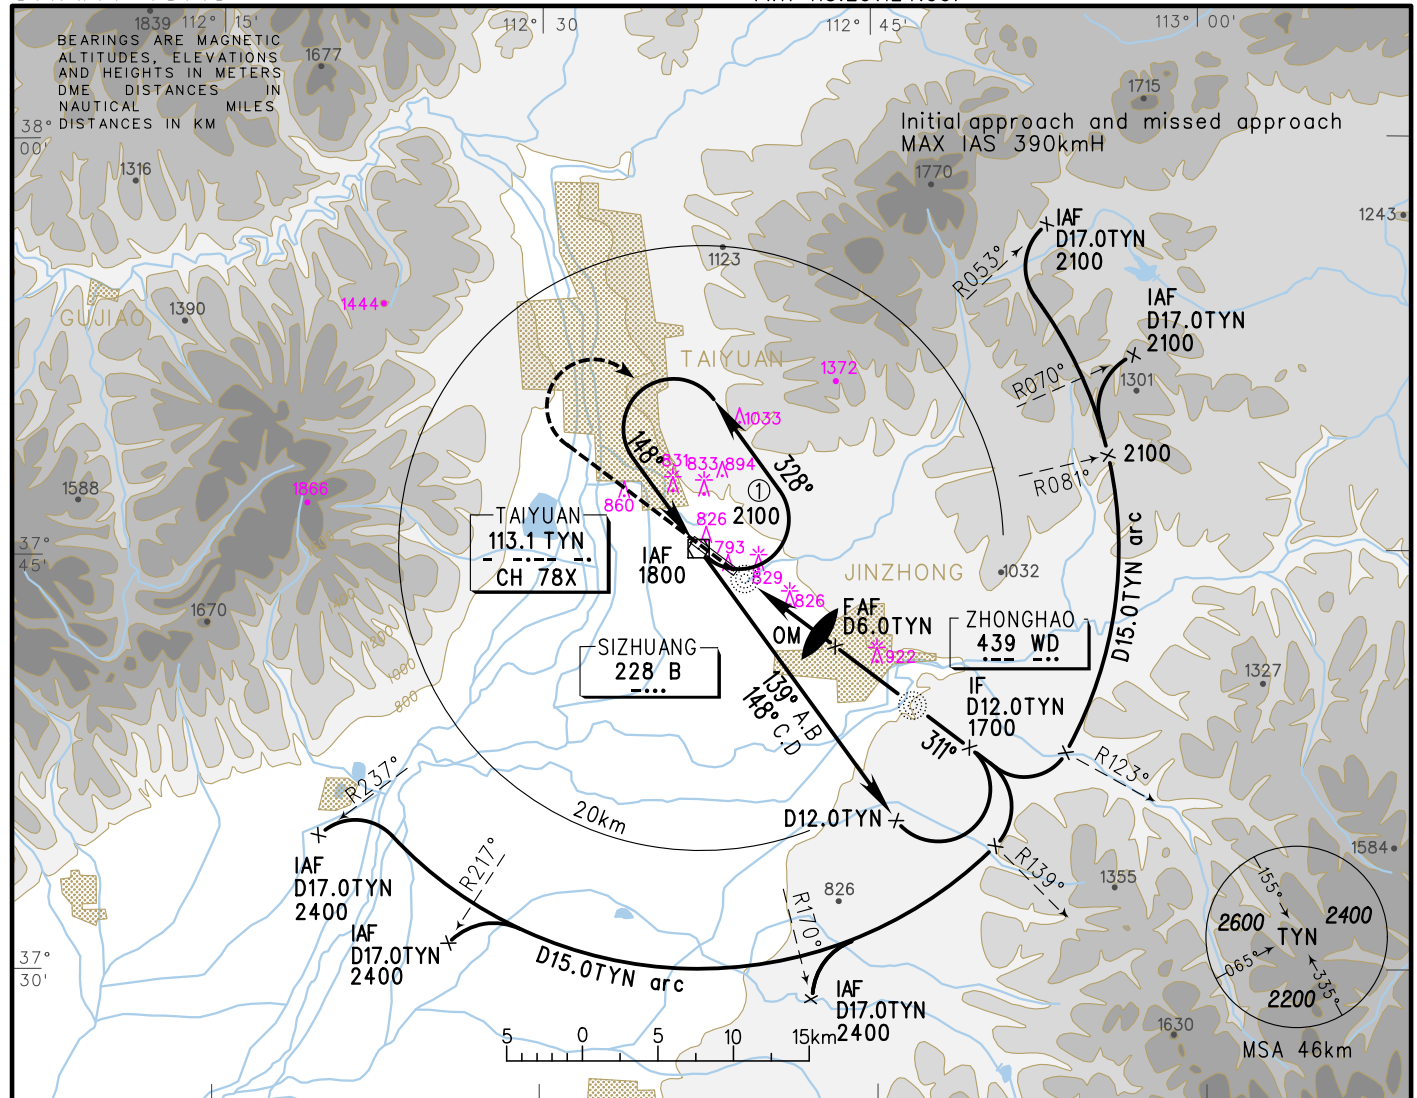 112° 15'
112° 30'
112° 45'
113° 00'
BEARINGS ARE MAGNETIC
ALTITUDES, ELEVATIONS
AND HEIGHTS IN METERS
DME DISTANCES IN
NAUTICAL MILES
DISTANCES IN KM
1839
1677
1715
Initial approach and missed approach
MAX IAS 390kmH
38°
00'
1316
1770
1243
IAF
D17.0TYN
2100
R053°
1123
IAF
D17.0TYN
2100
1444
1390
GUJIAO
TAIYUAN
1372
R070°
1301
1033
148°
328°
2100
R081°
831
833
894
1588
1866
860
1
2100
826
TAIYUAN
113.1 TYN
CH 78X
37°
45'
IAF
1800
793
829
JINZHONG
1032
D15.0TYN arc
826
FAF
D6.0TYN
OM
ZHONGHAO
439 WD
1670
1400
1200
1000
800
SIZHUANG
228 B
922
1327
139° A.B
148° C.D
IF
D12.0TYN
1700
311°
R123°
R237°
20km
D12.0TYN
IAF
D17.0TYN
2400
R217°
R139°
1584
1355
826
R170°
IAF
D17.0TYN
2400
D15.0TYN arc
155°
2600
2400
TYN
065°
335°
2200
MSA 46km
37°
30'
IAF
D17.0TYN
2400
1630
5 0 5 10 15km